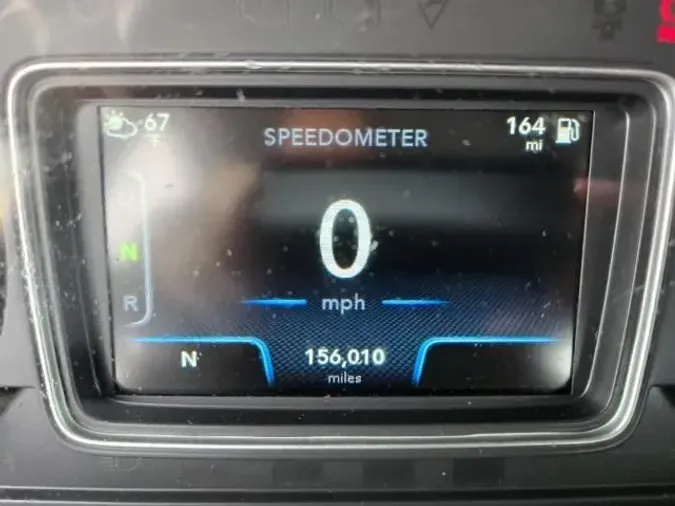 67
SPEEDOMETER
164
mi
0
N
mph
R
N
156,010
miles